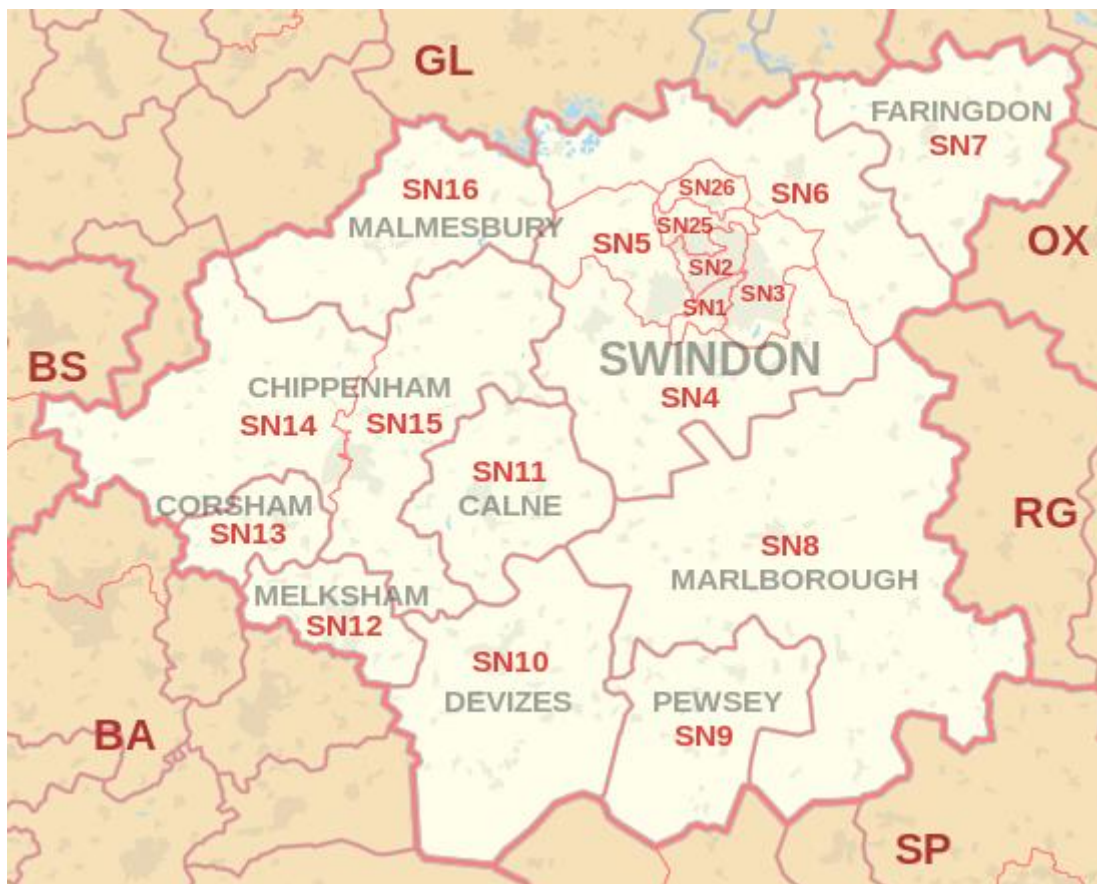 GL
FARINGDON
SN7
SN16
MALMESBURY
SN26
SN6
SN25
SN5
OX
SN2
SN3
SN1
BS
SWINDON
CHIPPENHAM
SN4
SN14
SN15
SN11
CALNE
CORSHAM
SN13
RG
SN8
MARLBOROUGH
MELKSHAM
SN12
SN10
DEVIZES
PEWSEY
SN9
BA
SP